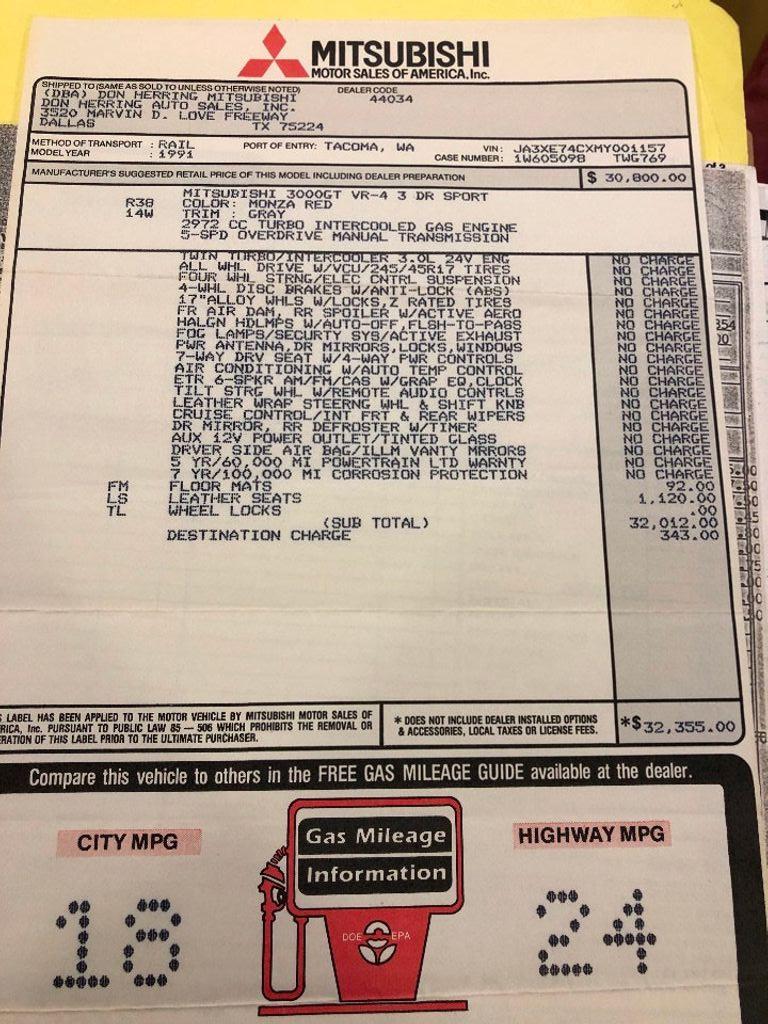 MITSUBISHI
MOTOR SALES OF AMERICA, Inc.
SHIPPED TO (SAME AS SOLD TO UNLESS OTHERWISE NOTED) DEALER CODE
(DBA) DON HERRING MITSUBISHI 44034
DON HERRING AUTO SALES, INC.
3520 MARVIN D. LOVE FREEWAY
DALLAS TX 75224
METHOD OF TRANSPORT : RAIL PORT OF ENTRY: TACOMA, WA VIN: JA3XE74CXMY001157
MODEL YEAR : 1991 CASE NUMBER: 1W605098 TWG769
MANUFACTURER'S SUGGESTED RETAIL PRICE OF THIS MODEL INCLUDING DEALER PREPARATION $ 30,800.00
MITSUBISHI 3000GT VR-4 3 DR SPORT
R38 COLOR: MONZA RED
14W TRIM : GRAY
2972 CC TURBO INTERCOOLED GAS ENGINE
5-SPD OVERDRIVE MANUAL TRANSMISSION
TWIN TURBO/INTERCOOLER 3.0L 24V ENG NO CHARGE
ALL WHL DRIVE W/VCU/245/45R17 TIRES NO CHARGE
FOUR WHL STRNG/ELEC CNTRL SUSPENSION NO CHARGE
4-WHL DISC BRAKES W/ANTI-LOCK (ABS) NO CHARGE
17"ALLOY WHLS W/LOCKS,Z RATED TIRES NO CHARGE
FR AIR DAM, RR SPOILER W/ACTIVE AERO NO CHARGE
HALGN HDLMPS W/AUTO-OFF,FLSH-TO-PASS NO CHARGE
FOG LAMPS/SECURTY SYS/ACTIVE EXHAUST NO CHARGE
PWR ANTENNA,DR MIRRORS,LOCKS,WINDOWS NO CHARGE
7-WAY DRV SEAT W/4-WAY PWR CONTROLS NO CHARGE
AIR CONDITIONING W/AUTO TEMP CONTROL NO CHARGE
ETR 6-SPKR AM/FM/CAS W/GRAP EQ,CLOCK NO CHARGE
TILT STRG WHL W/REMOTE AUDIO CONTRLS NO CHARGE
LEATHER WRAP STEERNG WHL & SHIFT KNB NO CHARGE
CRUISE CONTROL/INT FRT & REAR WIPERS NO CHARGE
DR MIRROR, RR DEFROSTER W/TIMER NO CHARGE
AUX 12V POWER OUTLET/TINTED GLASS NO CHARGE
DRVER SIDE AIR BAG/ILLM VANTY MRRORS NO CHARGE
5 YR/60,000 MI POWERTRAIN LTD WARNTY NO CHARGE
7 YR/100,000 MI CORROSION PROTECTION NO CHARGE
FM FLOOR MATS 92.00
LS LEATHER SEATS 1,120.00
TL WHEEL LOCKS .00
(SUB TOTAL) 32,012.00
DESTINATION CHARGE 343.00
LABEL HAS BEEN APPLIED TO THE MOTOR VEHICLE BY MITSUBISHI MOTOR SALES OF
RICA, Inc. PURSUANT TO PUBLIC LAW 85 — 506 WHICH PROHIBITS THE REMOVAL OR
RATION OF THIS LABEL PRIOR TO THE ULTIMATE PURCHASER.
* DOES NOT INCLUDE DEALER INSTALLED OPTIONS
& ACCESSORIES, LOCAL TAXES OR LICENSE FEES.
*$32,355.00
Compare this vehicle to others in the FREE GAS MILEAGE GUIDE available at the dealer.
CITY MPG
18
Gas Mileage
Information
DOE EPA
HIGHWAY MPG
24